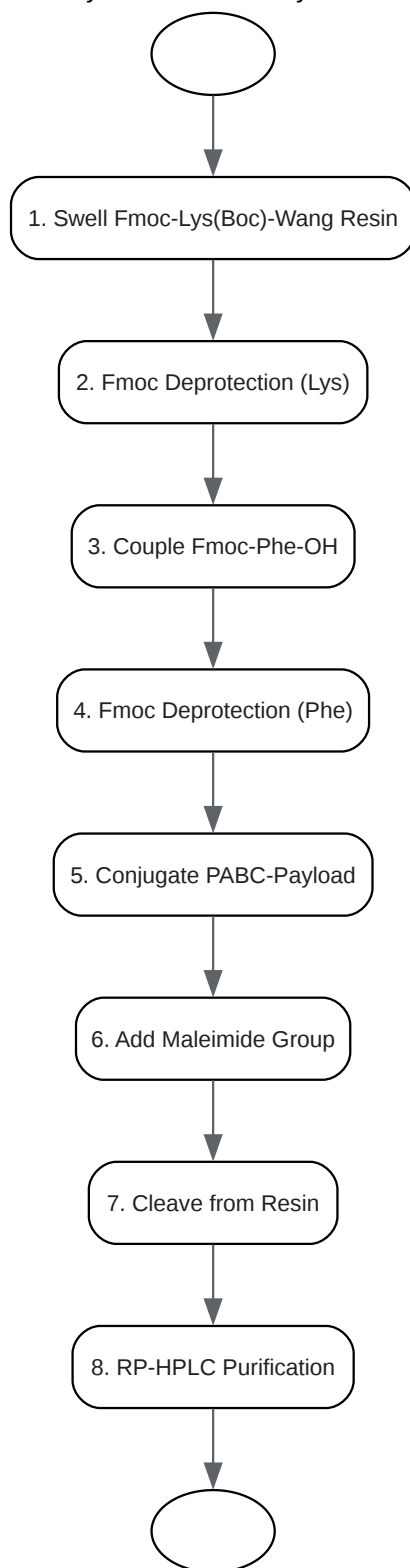 1. Swell Fmoc-Lys(Boc)-Wang Resin
2. Fmoc Deprotection (Lys)
3. Couple Fmoc-Phe-OH
4. Fmoc Deprotection (Phe)
5. Conjugate PABC-Payload
6. Add Maleimide Group
7. Cleave from Resin
8. RP-HPLC Purification